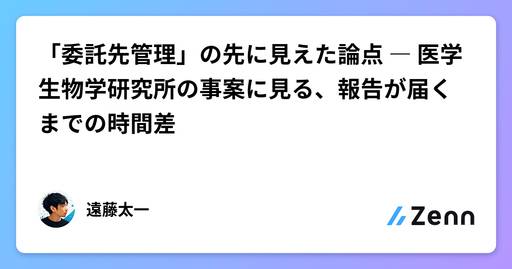 「委託先管理」の先に見えた論点 ― 医学
生物学研究所の事案に見る、報告が届く
までの時間差
遠藤太一
Zenn